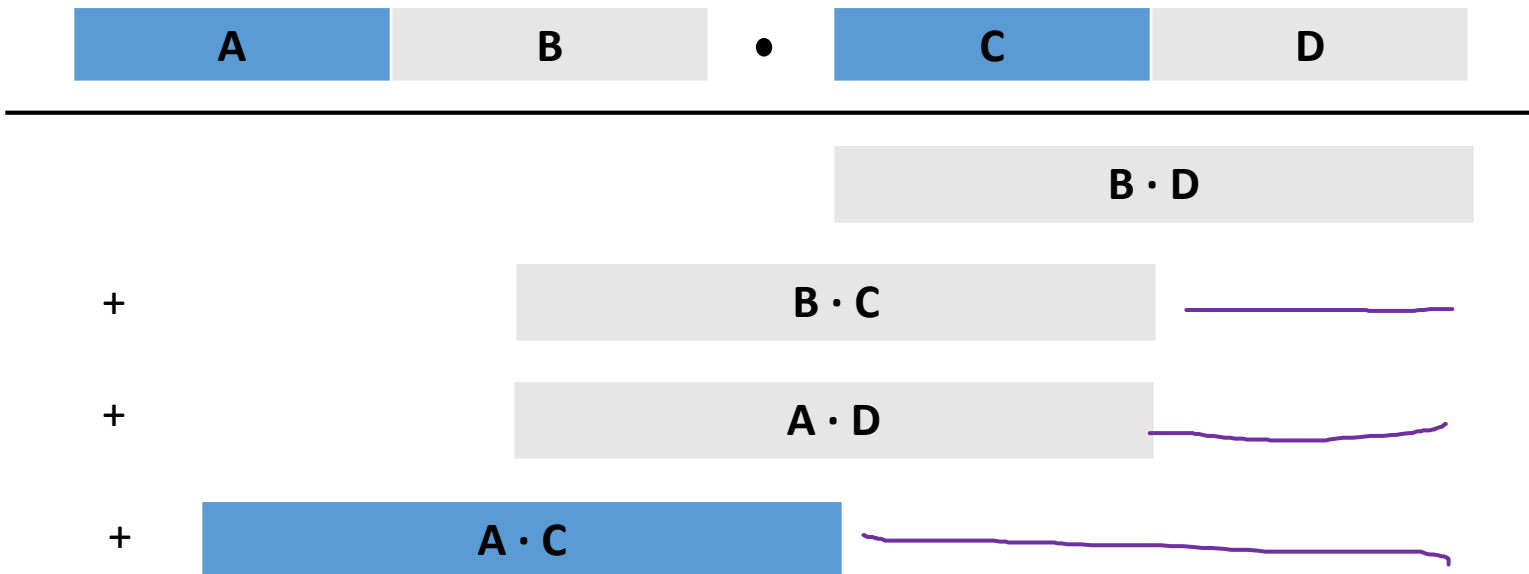 A B • C D
B · D
+ B · C
+ A · D
+ A · C